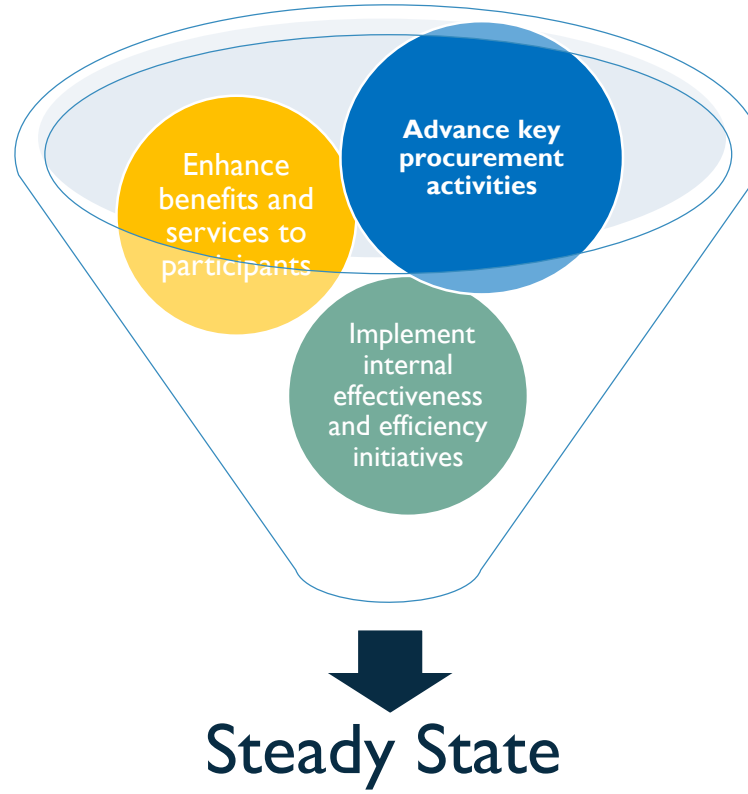 Advance key
procurement
activities
Enhance
benefits and
services to
participants
Implement
internal
effectiveness
and efficiency
initiatives
Steady State